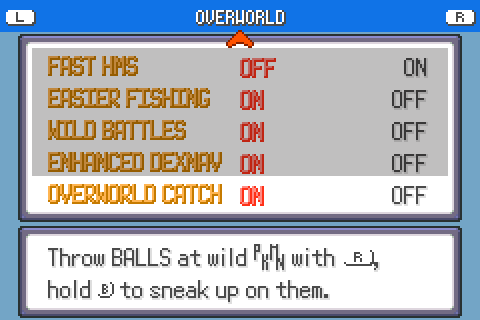 L OVERWORLD R
FAST HMS OFF ON
EASIER FISHING ON OFF
WILD BATTLES ON OFF
ENHANCED DEXNAV ON OFF
OVERWORLD CATCH ON OFF
Throw BALLS at wild PKMN with R,
hold B to sneak up on them.